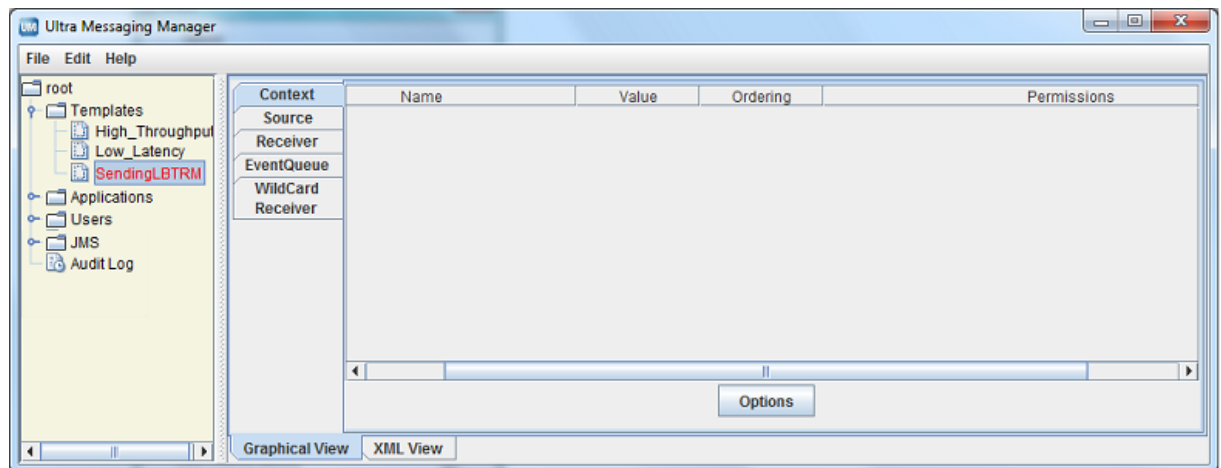 UM Ultra Messaging Manager
File Edit Help
root
Templates
High_Throughput
Low_Latency
SendingLBTRM
Applications
Users
JMS
Audit Log
Context
Source
Receiver
EventQueue
WildCard
Receiver
Name Value Ordering Permissions
Options
Graphical View XML View